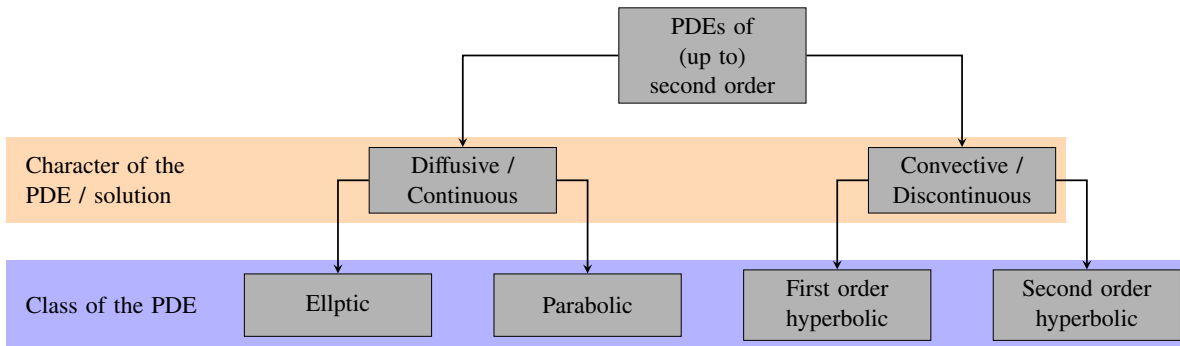 PDEs of
(up to)
second order
Character of the
PDE / solution
Diffusive /
Continuous
Convective /
Discontinuous
Class of the PDE
Ellptic
Parabolic
First order
hyperbolic
Second order
hyperbolic